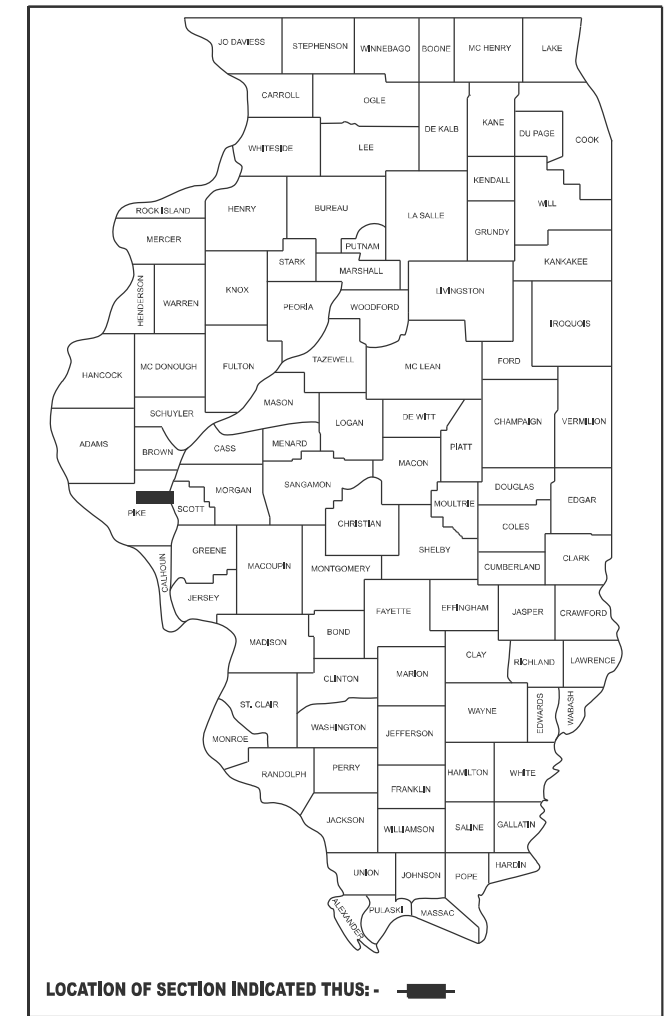 JO DAVIESS
STEPHENSON
WINNEBAGO
BOONE
MC HENRY
LAKE
CARROLL
OGLE
DE KALB
KANE
DU PAGE
COOK
WHITESIDE
LEE
KENDALL
WILL
ROCK ISLAND
HENRY
BUREAU
LA SALLE
GRUNDY
MERCER
PUTNAM
KANKAKEE
STARK
MARSHALL
HENDERSON
WARREN
KNOX
PEORIA
WOODFORD
LIVINGSTON
IROQUOIS
HANCOCK
MC DONOUGH
FULTON
TAZEWELL
MC LEAN
FORD
MASON
SCHUYLER
LOGAN
DE WITT
CHAMPAIGN
VERMILION
ADAMS
BROWN
CASS
MENARD
PIATT
MACON
PIKE
SCOTT
MORGAN
SANGAMON
MOULTRIE
DOUGLAS
EDGAR
CHRISTIAN
COLES
CALHOUN
GREENE
MACOUPIN
MONTGOMERY
SHELBY
CUMBERLAND
CLARK
JERSEY
FAYETTE
EFFINGHAM
JASPER
CRAWFORD
MADISON
BOND
CLAY
RICHLAND
LAWRENCE
CLINTON
MARION
ST. CLAIR
WAYNE
EDWARDS
WABASH
MONROE
WASHINGTON
JEFFERSON
RANDOLPH
PERRY
HAMILTON
WHITE
FRANKLIN
JACKSON
WILLIAMSON
SALINE
GALLATIN
UNION
JOHNSON
POPE
HARDIN
ALEXANDER
PULASKI
MASSAC
LOCATION OF SECTION INDICATED THUS: -